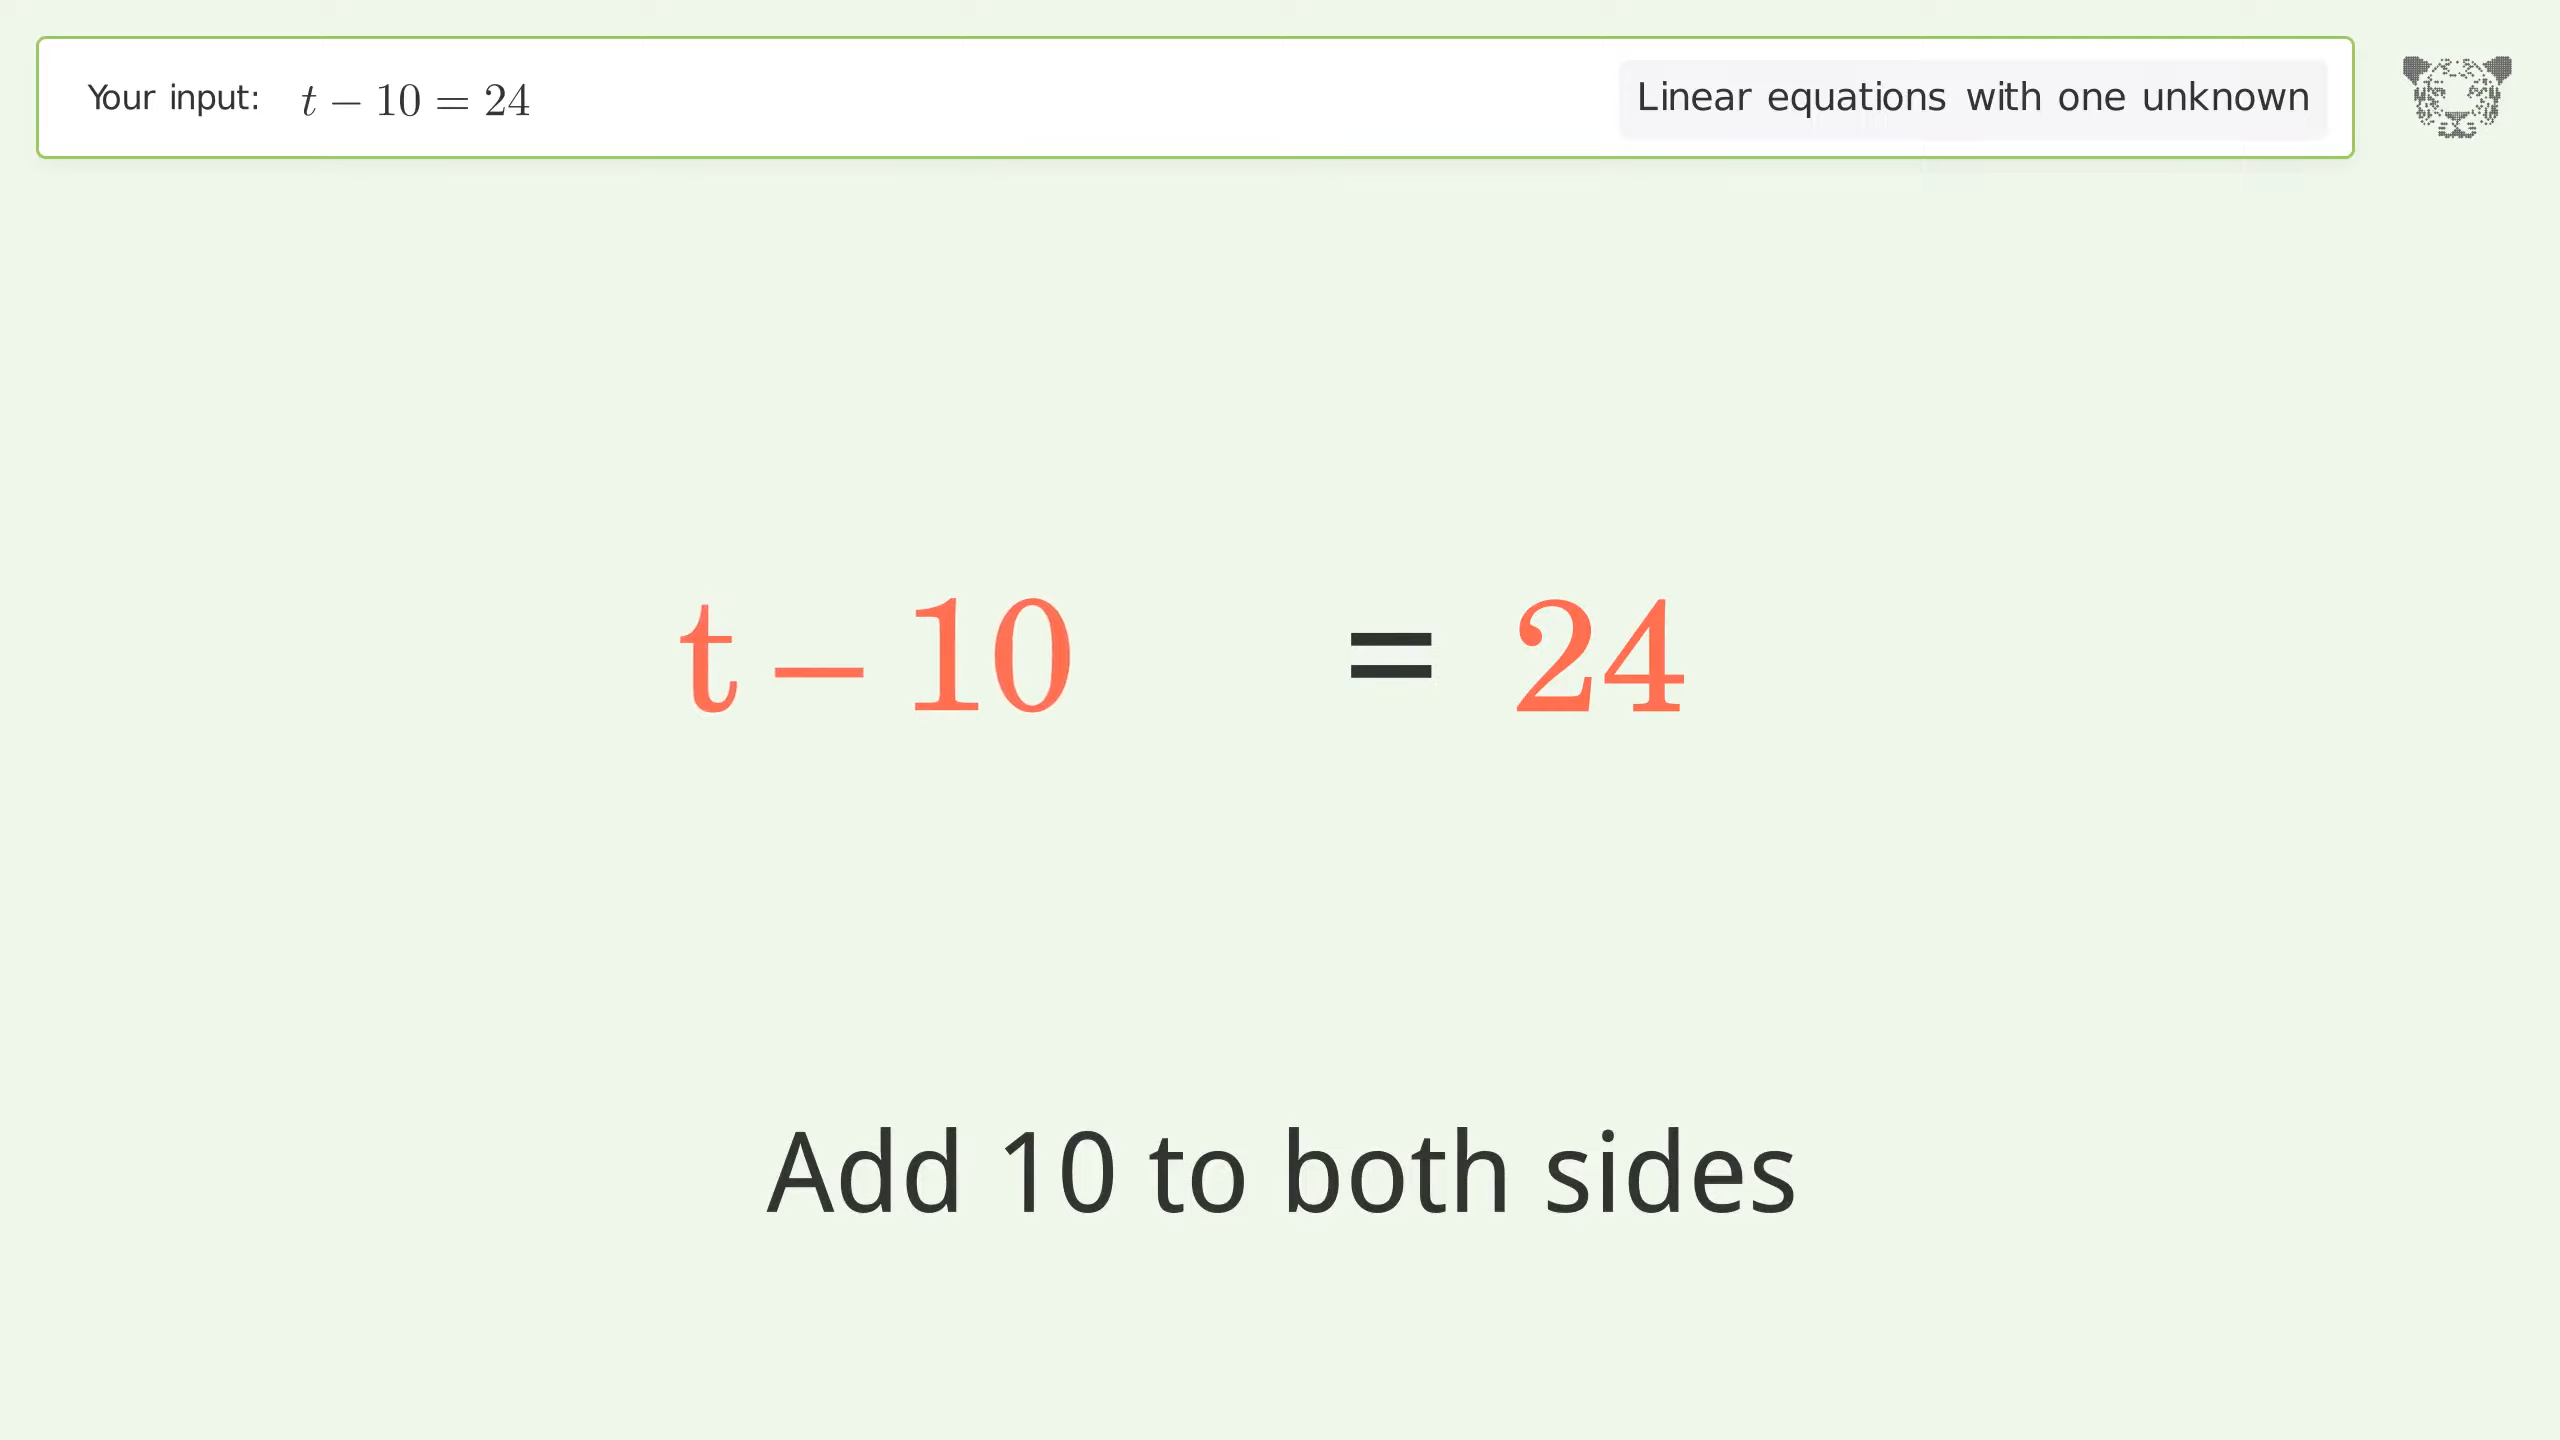 Your input: t − 10 = 24
Linear equations with one unknown
t − 10 = 24
Add 10 to both sides